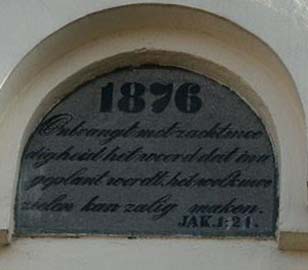 1876
Ontvangt met zachtmoe
digheid het woord dat in u
geplant wordt, het welk uwe
zielen kan zalig maken.
JAK.1:21.